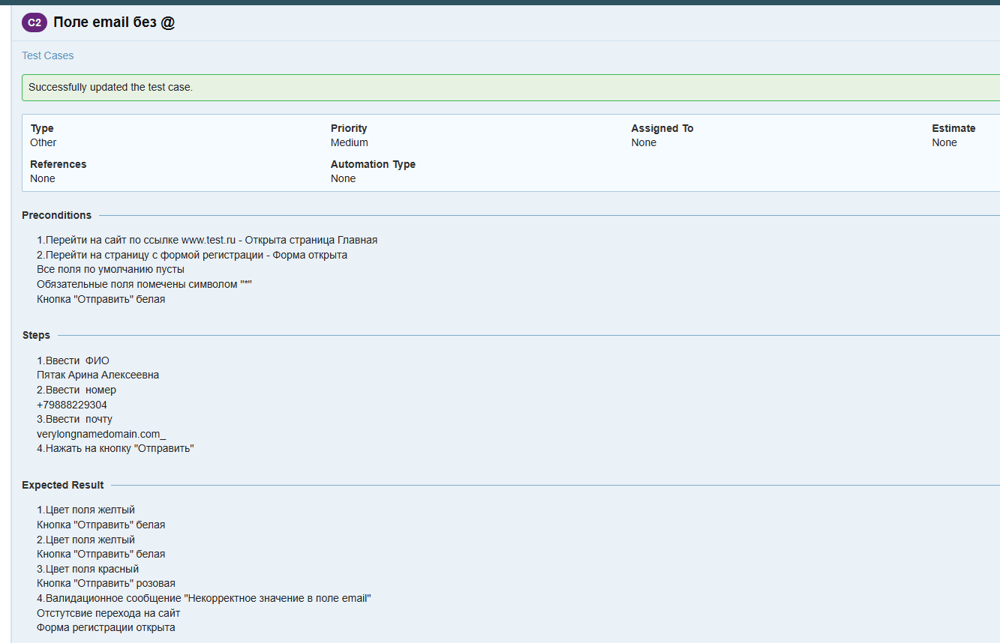 C2 Поле email без @
Test Cases
Successfully updated the test case.
Type Priority Assigned To Estimate
Other Medium None None
References Automation Type
None None
Preconditions
1.Перейти на сайт по ссылке www.test.ru - Открыта страница Главная
2.Перейти на страницу с формой регистрации - Форма открыта
Все поля по умолчанию пусты
Обязательные поля помечены символом "*"
Кнопка "Отправить" белая
Steps
1.Ввести  ФИО
Пятак Арина Алексеевна
2.Ввести  номер
+79888229304
3.Ввести  почту
verylongnamedomain.com_
4.Нажать на кнопку "Отправить"
Expected Result
1.Цвет поля желтый
Кнопка "Отправить" белая
2.Цвет поля желтый
Кнопка "Отправить" белая
3.Цвет поля красный
Кнопка "Отправить" розовая
4.Валидационное сообщение "Некорректное значение в поле email"
Отстутсвие перехода на сайт
Форма регистрации открыта